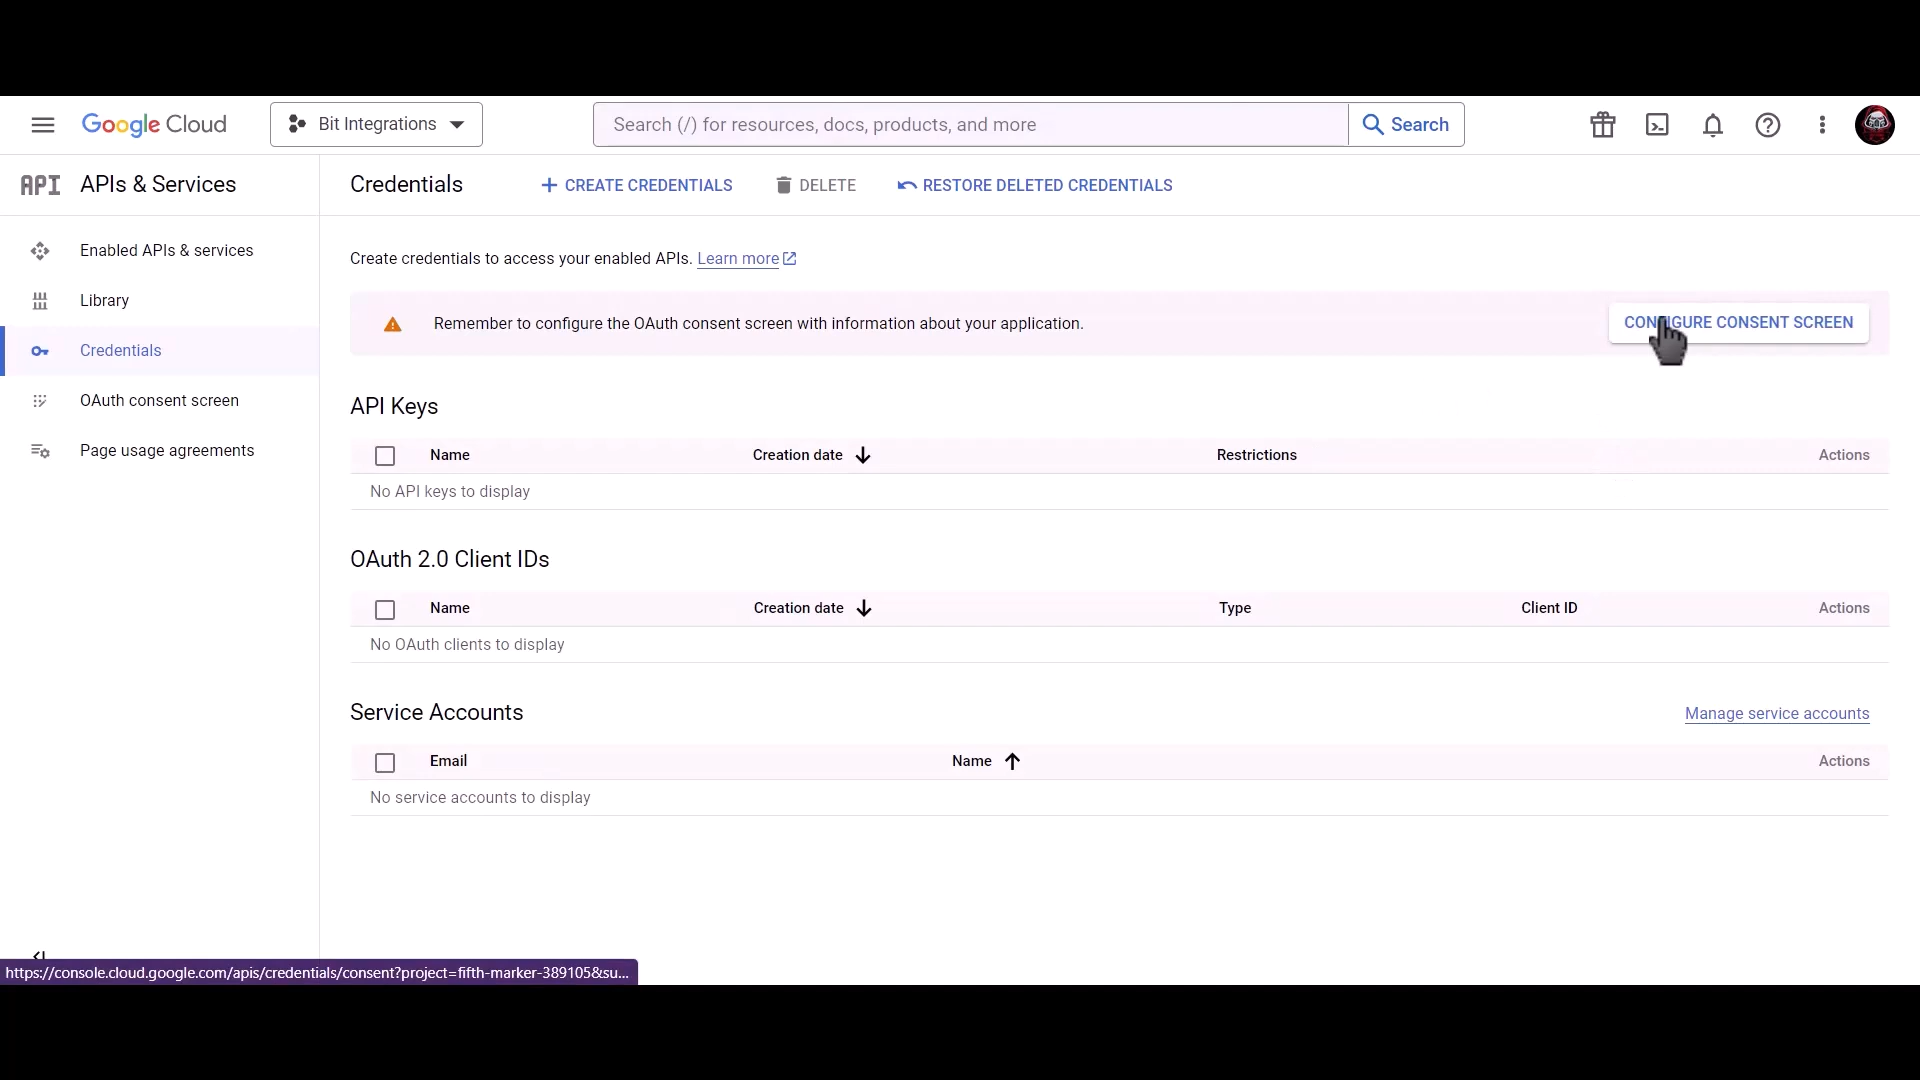 Google Cloud
Bit Integrations
Search (/) for resources, docs, products, and more
Search
API
APIs & Services
Credentials
CREATE CREDENTIALS
DELETE
RESTORE DELETED CREDENTIALS
Enabled APIs & services
Library
Credentials
OAuth consent screen
Page usage agreements
Create credentials to access your enabled APIs. Learn more
Remember to configure the OAuth consent screen with information about your application.
CONFIGURE CONSENT SCREEN
API Keys
Name Creation date Restrictions Actions
No API keys to display
OAuth 2.0 Client IDs
Name Creation date Type Client ID Actions
No OAuth clients to display
Service Accounts
Manage service accounts
Email Name Actions
No service accounts to display
https://console.cloud.google.com/apis/credentials/consent?project=fifth-marker-389105&su...